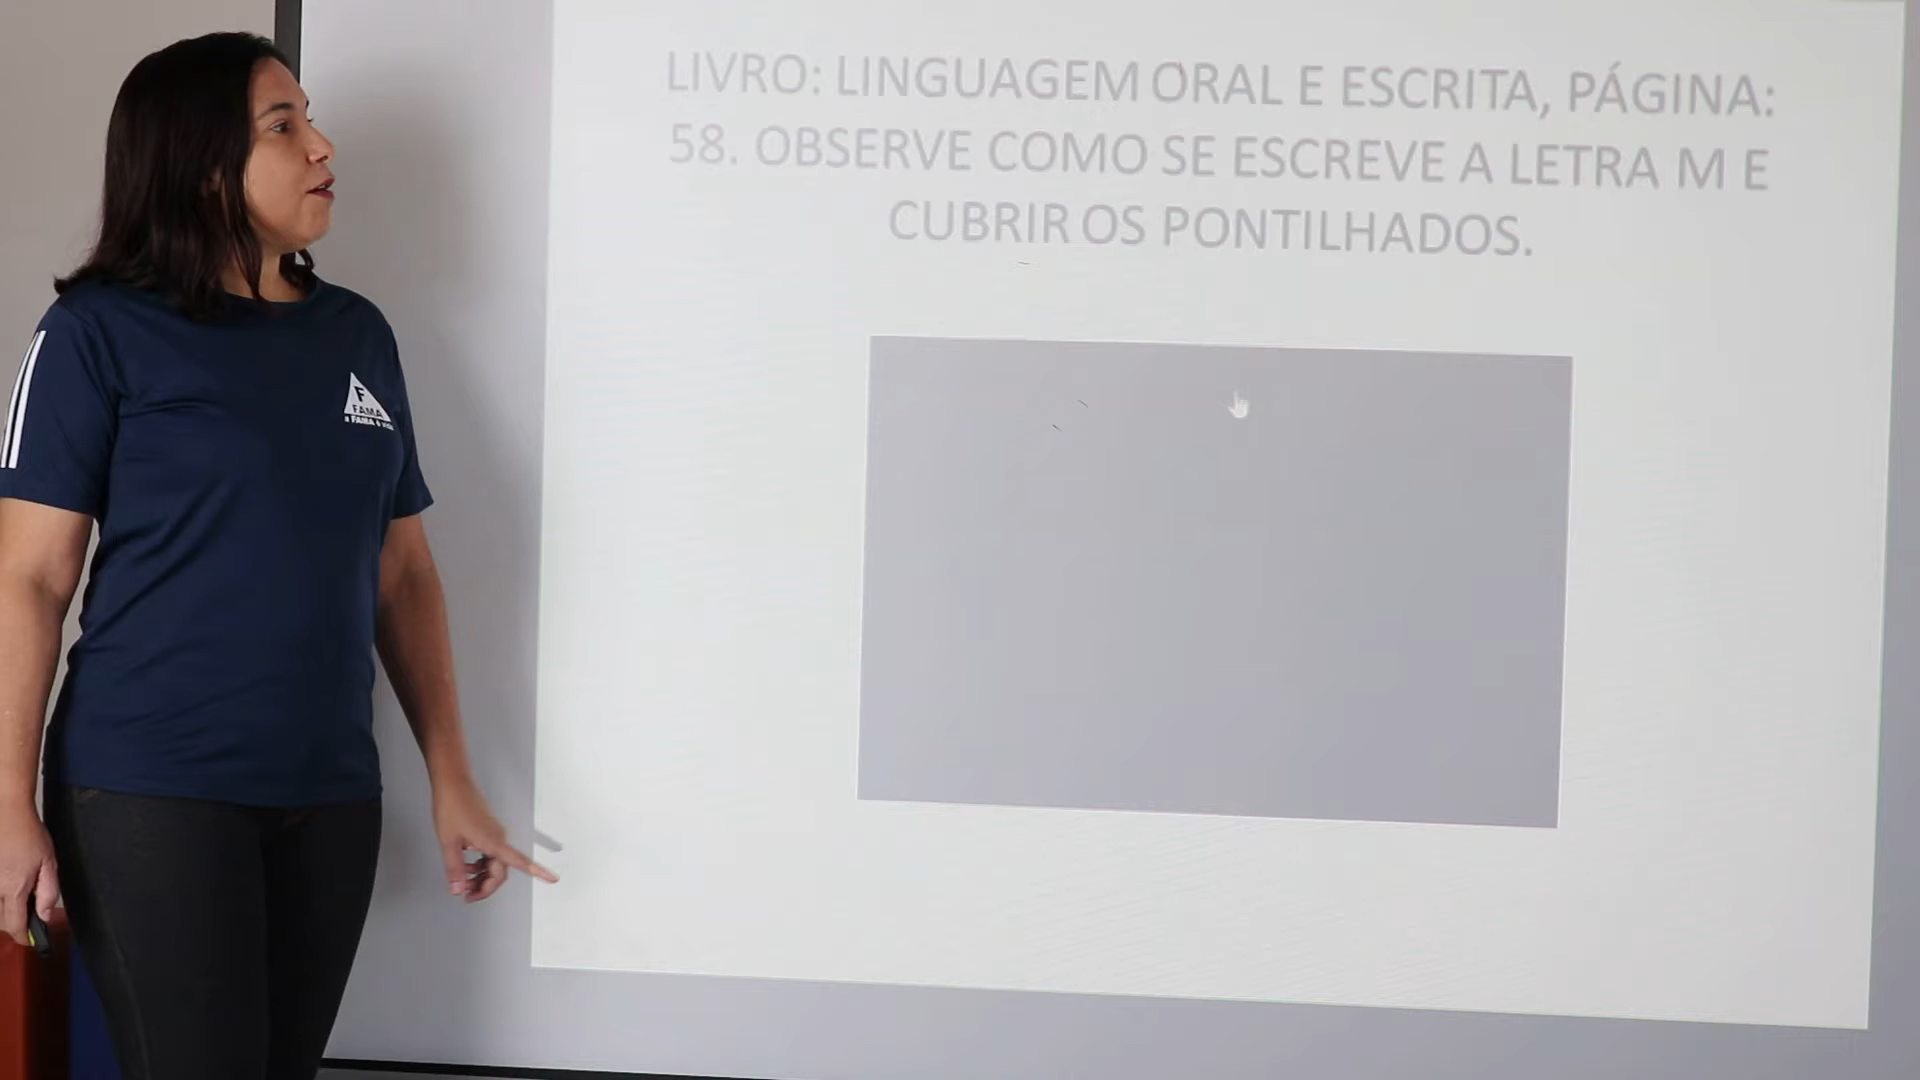 LIVRO: LINGUAGEM ORAL E ESCRITA, PÁGINA:
58. OBSERVE COMO SE ESCREVE A LETRA M E
CUBRIR OS PONTILHADOS.
F
FAMA